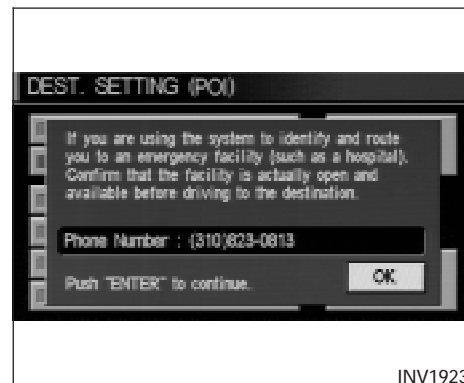 DEST. SETTING (POI)
If you are using the system to identify and route
you to an emergency facility (such as a hospital).
Confirm that the facility is actually open and
available before driving to the destination.
Phone Number : (310)823-0813
Push "ENTER" to continue.
OK
INV1923